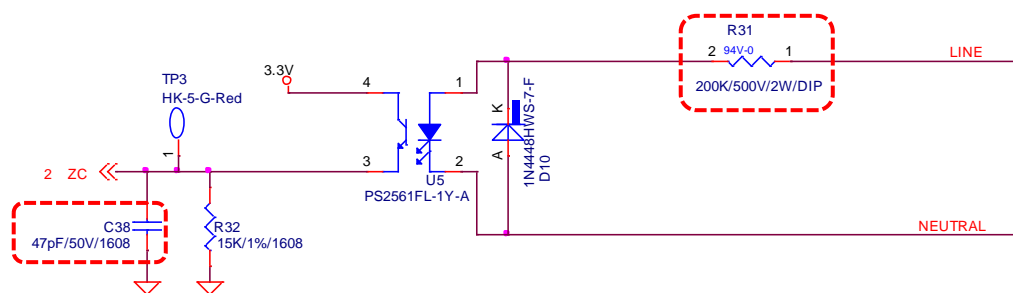 R31
2 94V-0 1
LINE
200K/500V/2W/DIP
TP3
HK-5-G-Red
3.3V
4
1
K
A
1N4448HWS-7-F
D10
1
3
2
2 ZC
U5
PS2561FL-1Y-A
C38
47pF/50V/1608
R32
15K/1%/1608
NEUTRAL